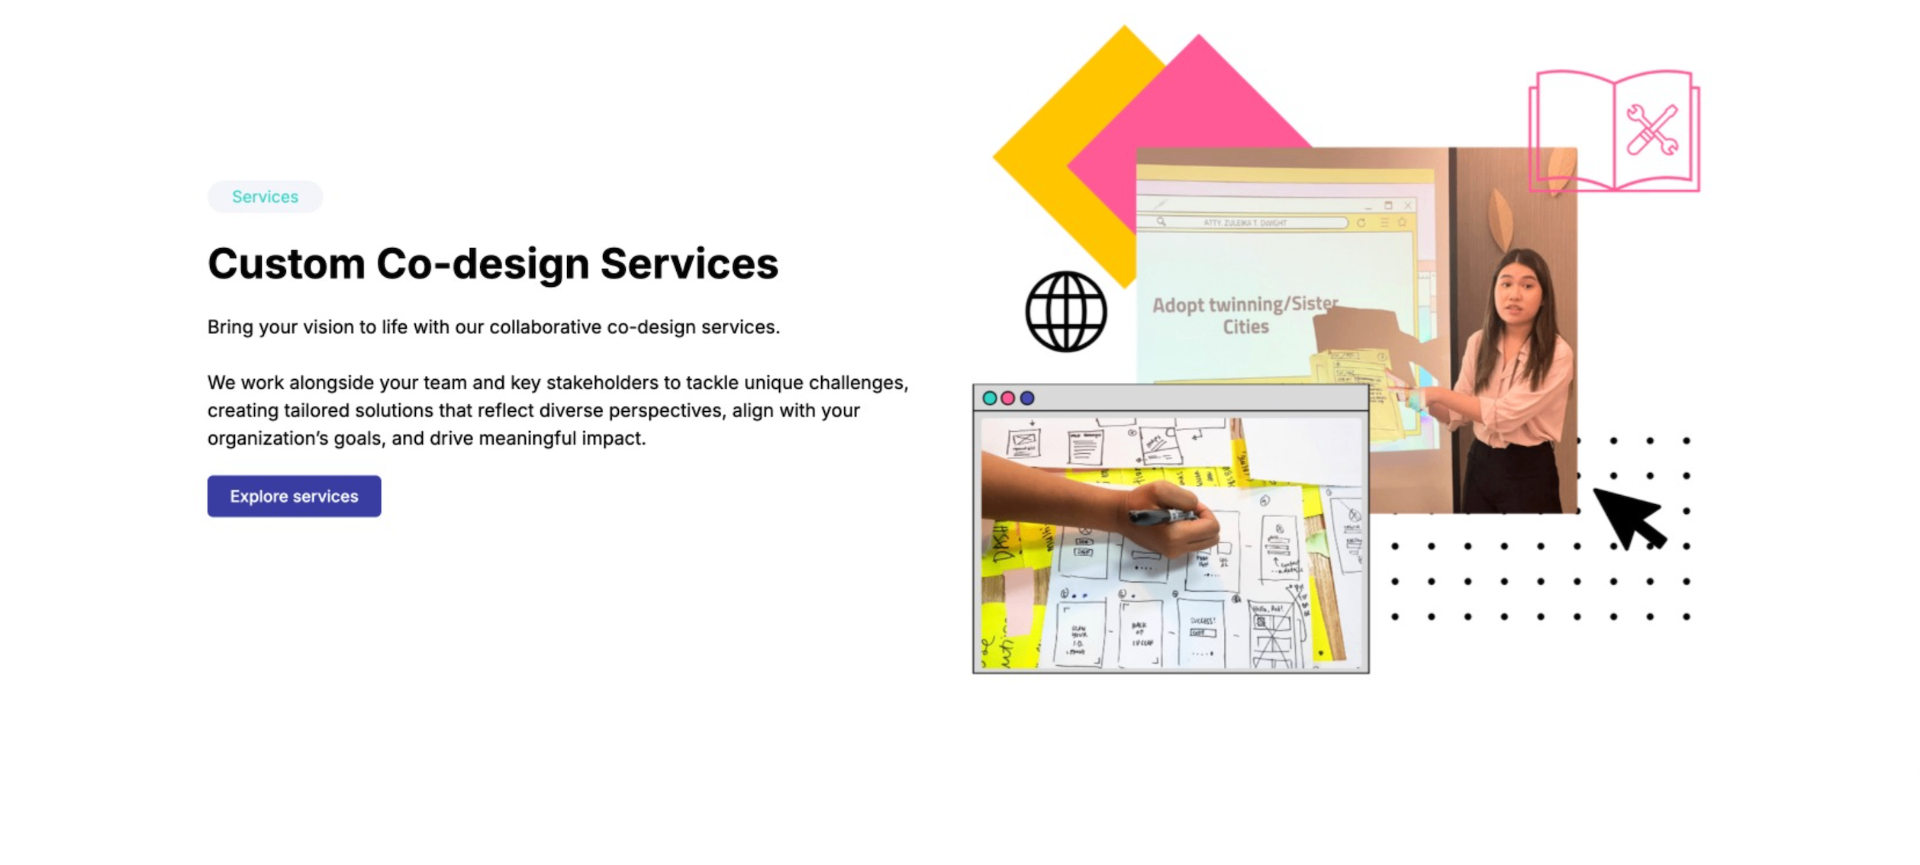 Services
Custom Co-design Services
Bring your vision to life with our collaborative co-design services.
We work alongside your team and key stakeholders to tackle unique challenges,
creating tailored solutions that reflect diverse perspectives, align with your
organization’s goals, and drive meaningful impact.
Explore services
ATTY. ZULEIKA T. DWIGHT
Adopt twinning/Sister
Cities
SUCCESS!